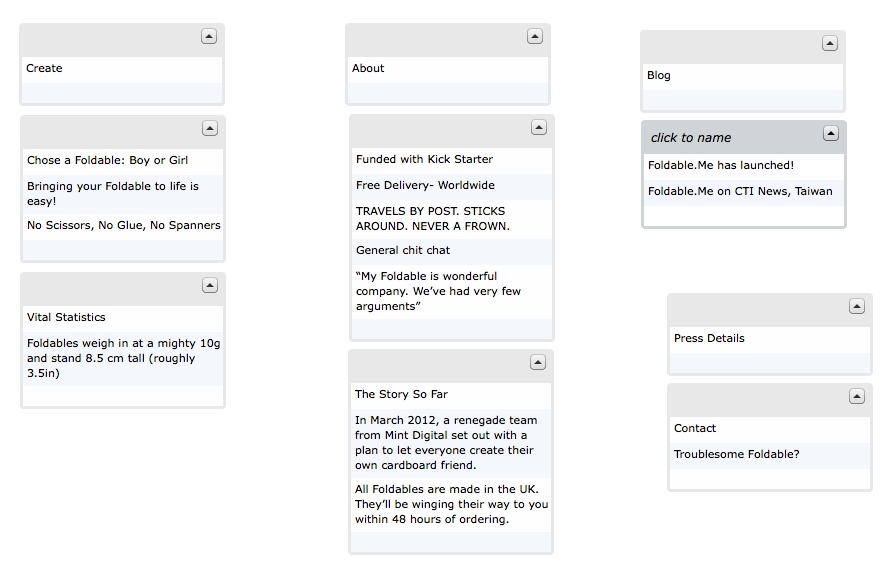 Create
Chose a Foldable: Boy or Girl
Bringing your Foldable to life is
easy!
No Scissors, No Glue, No Spanners
Vital Statistics
Foldables weigh in at a mighty 10g
and stand 8.5 cm tall (roughly
3.5in)
About
Funded with Kick Starter
Free Delivery- Worldwide
TRAVELS BY POST. STICKS
AROUND. NEVER A FROWN.
General chit chat
“My Foldable is wonderful
company. We’ve had very few
arguments”
The Story So Far
In March 2012, a renegade team
from Mint Digital set out with a
plan to let everyone create their
own cardboard friend.
All Foldables are made in the UK.
They’ll be winging their way to you
within 48 hours of ordering.
Blog
click to name
Foldable.Me has launched!
Foldable.Me on CTI News, Taiwan
Press Details
Contact
Troublesome Foldable?